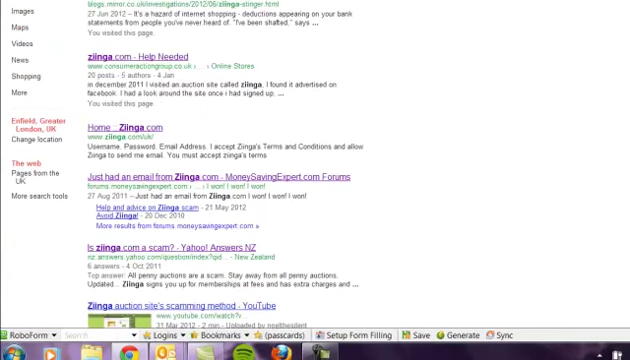 Images
Maps
Videos
News
Shopping
More
Enfield, Greater
London, UK
Change location
The web
Pages from the
UK
More search tools
blogs.mirror.co.uk/investigations/2012/06/ziinga-stinger.html
27 Jun 2012 – It's a hazard of internet shopping - deductions appearing on your bank
statements from people you've never heard of. "I've been shafted," says ...
You visited this page.
ziinga.com - Help Needed
www.consumeractiongroup.co.uk › ... › Online Stores
20 posts - 5 authors - 4 Jan
in december 2011 I visited an auction site called ziinga, I found it advertised on
facebook. I had a look around the site once i had signed up, ...
You visited this page.
Home :: Ziinga.com
www.ziinga.com/uk/
Username. Password. Email Address. I accept Ziinga's Terms and Conditions and allow
Ziinga to send me email. You must accept ziinga's terms
Just had an email from Ziinga.com - MoneySavingExpert.com Forums
forums.moneysavingexpert.com › ... › I won! I won! I won!
27 Aug 2011 – Just had an email from Ziinga.com I won! I won! I won!
Help and advice on Ziinga scam - 21 May 2012
Avoid Ziinga! - 20 Dec 2010
More results from forums.moneysavingexpert.com »
Is ziinga.com a scam? - Yahoo! Answers NZ
nz.answers.yahoo.com/question/index?qid... - New Zealand
6 answers - 4 Oct 2011
Top answer: All penny auctions are a scam. Stay away from all penny auctions.
Updated... Ziinga signs you up for memberships at fees and has extra charges and ...
Ziinga auction site's scamming method - YouTube
www.youtube.com/watch?v...
31 Mar 2012 - 2 min - Uploaded by
RoboForm
Search
Logins
Bookmarks
(passcards)
Setup Form Filling
Save
Generate
Sync